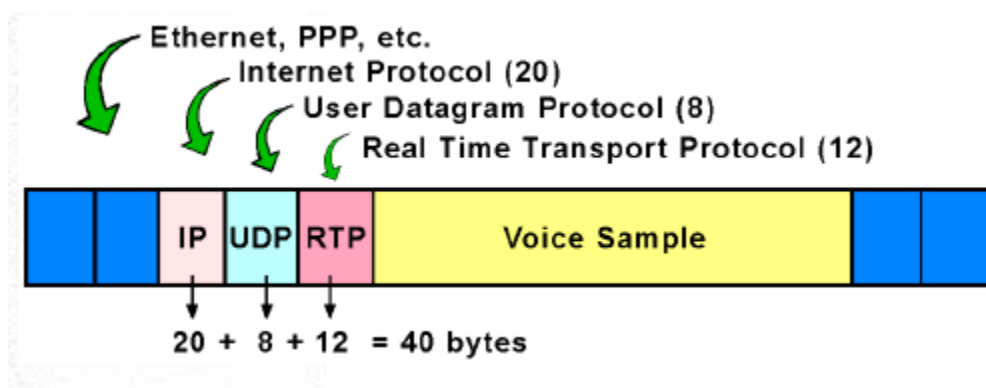 Ethernet, PPP, etc.
Internet Protocol (20)
User Datagram Protocol (8)
Real Time Transport Protocol (12)
IP UDP RTP Voice Sample
20 + 8 + 12 = 40 bytes